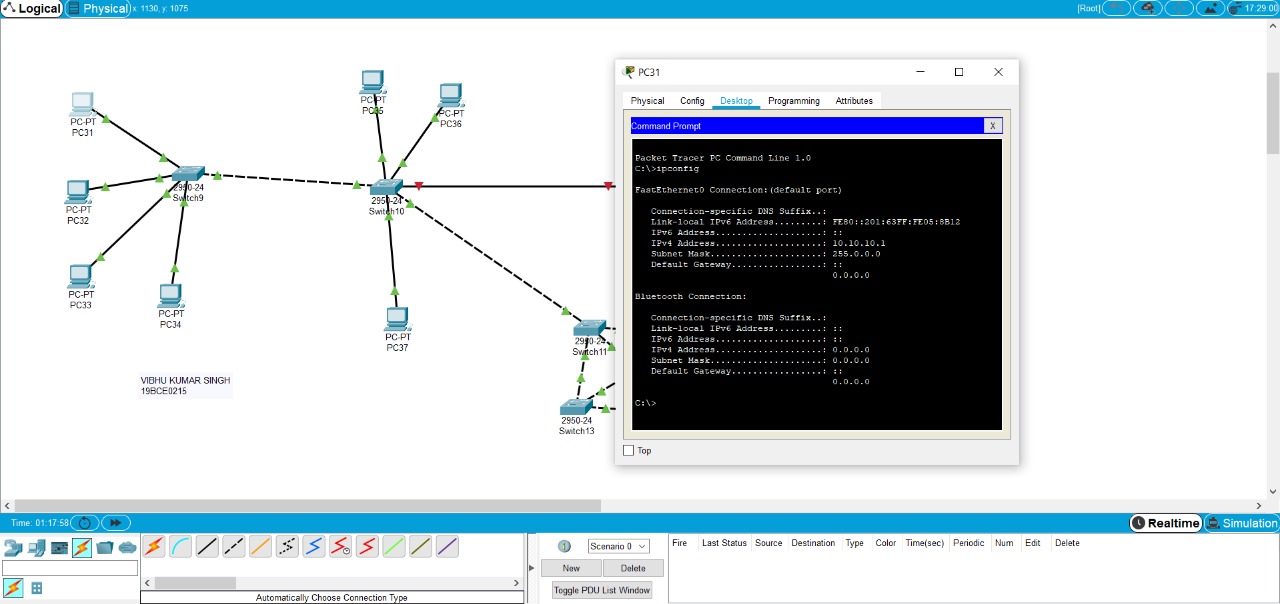 Logical Physical x: 1130, y: 1075 [Root] 17:29:00
PC-PT
PC31
PC-PT
PC32
PC-PT
PC33
PC-PT
PC34
2950-24
Switch9
PC-PT
PC35
PC-PT
PC36
2950-24
Switch10
PC-PT
PC37
2950-24
Switch11
2950-24
Switch13
VIBHU KUMAR SINGH
19BCE0215
PC31
Physical Config Desktop Programming Attributes
Command Prompt X
Packet Tracer PC Command Line 1.0
C:\>ipconfig
FastEthernet0 Connection:(default port)
Connection-specific DNS Suffix..:
Link-local IPv6 Address.........: FE80::201:63FF:FE05:8B12
IPv6 Address....................: ::
IPv4 Address....................: 10.10.10.1
Subnet Mask.....................: 255.0.0.0
Default Gateway.................: ::
0.0.0.0
Bluetooth Connection:
Connection-specific DNS Suffix..:
Link-local IPv6 Address.........: ::
IPv6 Address....................: ::
IPv4 Address....................: 0.0.0.0
Subnet Mask.....................: 0.0.0.0
Default Gateway.................: ::
0.0.0.0
C:\>
Top
Time: 01:17:58 Realtime Simulation
Automatically Choose Connection Type
Scenario 0
New Delete
Toggle PDU List Window
Fire Last Status Source Destination Type Color Time(sec) Periodic Num Edit Delete